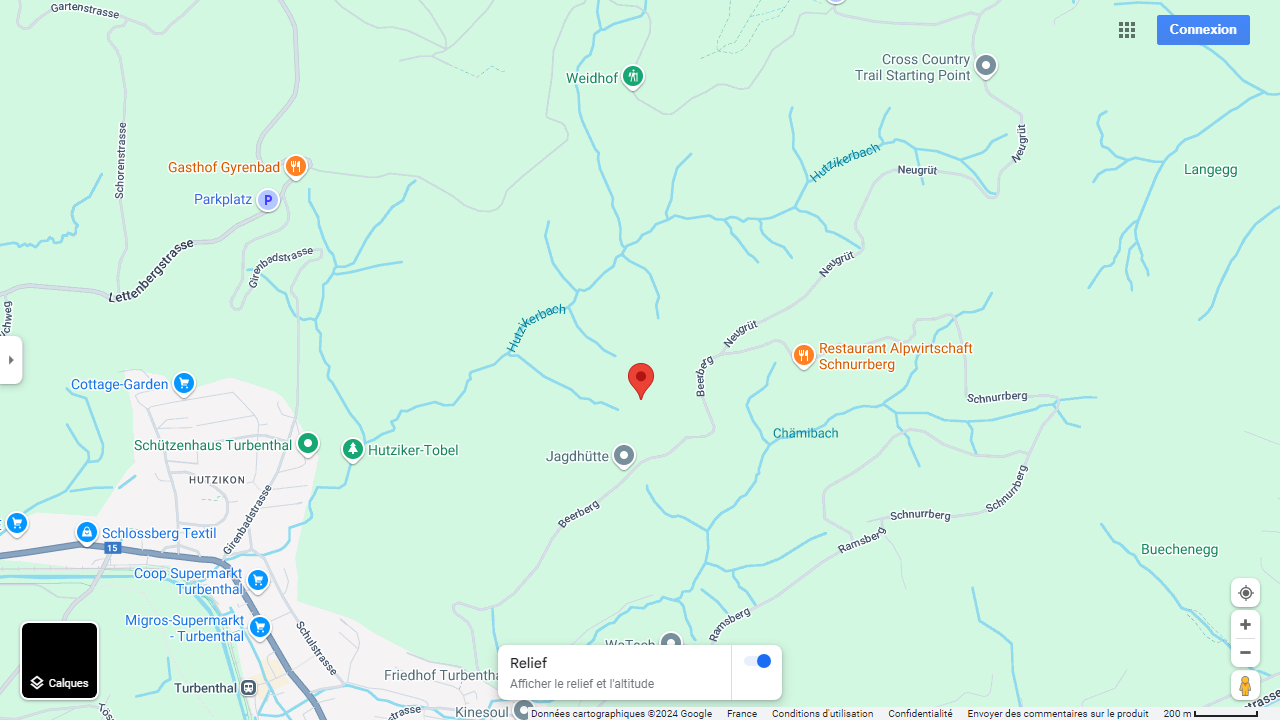 Gartenstrasse
Connexion
Cross Country
Trail Starting Point
Weidhof
Neugrüt
Schorenstrasse
Hutzikerbach
Gasthof Gyrenbad
Neugrüt
Langegg
Parkplatz
Lettenbergstrasse
Girenbadstrasse
Neugrüt
Hutzikerbach
Neugrüt
Restaurant Alpwirtschaft
Schnurrberg
Beerberg
Cottage-Garden
Schnurrberg
Chämibach
Schützenhaus Turbenthal
Hutziker-Tobel
Jagdhütte
HUTZIKON
Schnurrberg
Girenbadstrasse
Beerberg
Schnurrberg
Schlossberg Textil
15
Ramsberg
Buechenegg
Coop Supermarkt
Turbenthal
Migros-Supermarkt
- Turbenthal
Schulstrasse
Ramsberg
WaTech
Relief
Afficher le relief et l'altitude
Calques
Turbenthal
Friedhof Turbentha
Kinesoul
Données cartographiques ©2024 Google
France
Conditions d'utilisation
Confidentialité
Envoyer des commentaires sur le produit
200 m